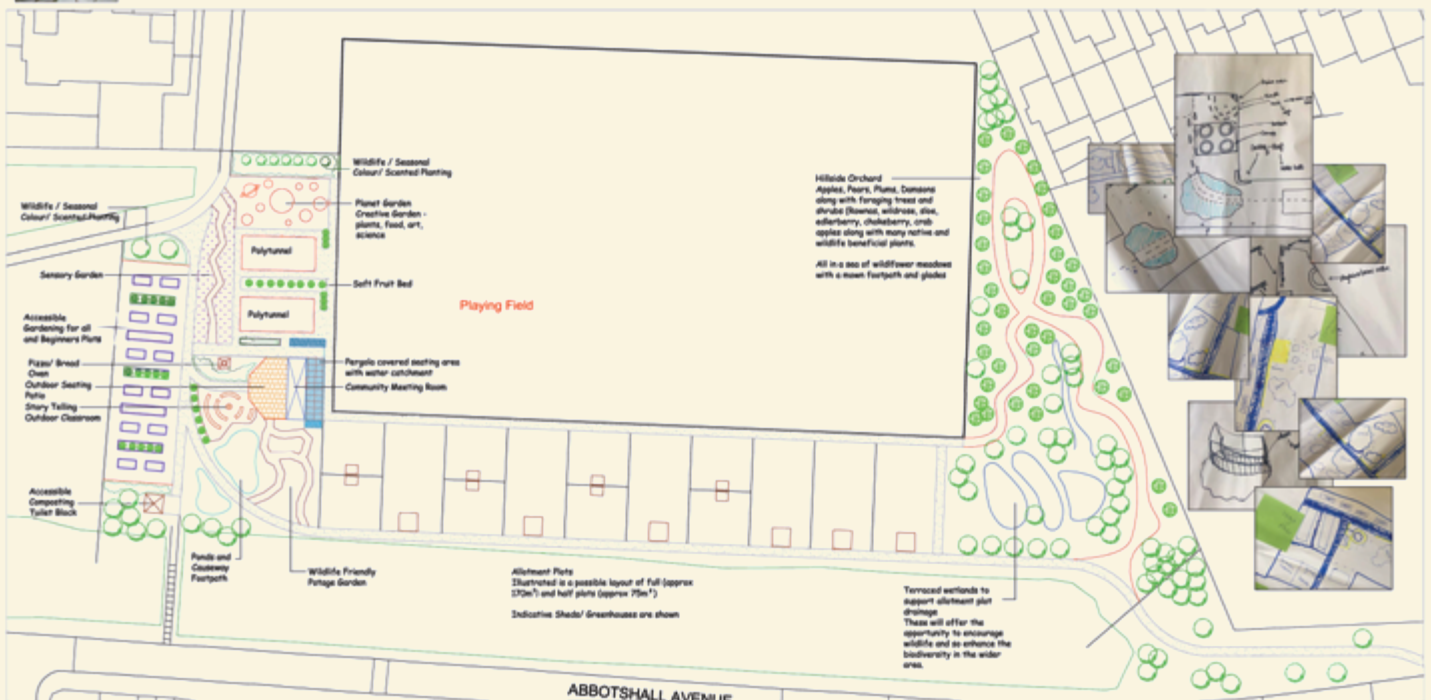 Wildlife / Seasonal
Colour/ Scented Planting
Wildlife / Seasonal
Colour/ Scented Planting
Planet Garden
Creative Garden -
plants, food, art,
science
Polytunnel
Sensory Garden
Soft Fruit Bed
Polytunnel
Accessible
Gardening for all
and Beginners Plots
Pizza/ Bread
Oven
Outdoor Seating
Patio
Story Telling
Outdoor Classroom
Pergola covered seating area
with water catchment
Community Meeting Room
Playing Field
Hillside Orchard
Apples, Pears, Plums, Damsons
along with foraging trees and
shrubs (Rowans, wildrose, sloe,
elderberry, chokeberry, crab
apples along with many native and
wildlife beneficial plants.
All in a sea of wildflower meadows
with a mown footpath and glades
Accessible
Composting
Toilet Block
Ponds and
Causeway
Footpath
Wildlife Friendly
Potage Garden
Allotment Plots
Illustrated is a possible layout of full (approx
170m²) and half plots (approx 75m²)
Indicative Sheds/ Greenhouses are shown
Terraced wetlands to
support allotment plot
drainage
These will offer the
opportunity to encourage
wildlife and so enhance the
biodiversity in the wider
area.
ABBOTSHALL AVENUE